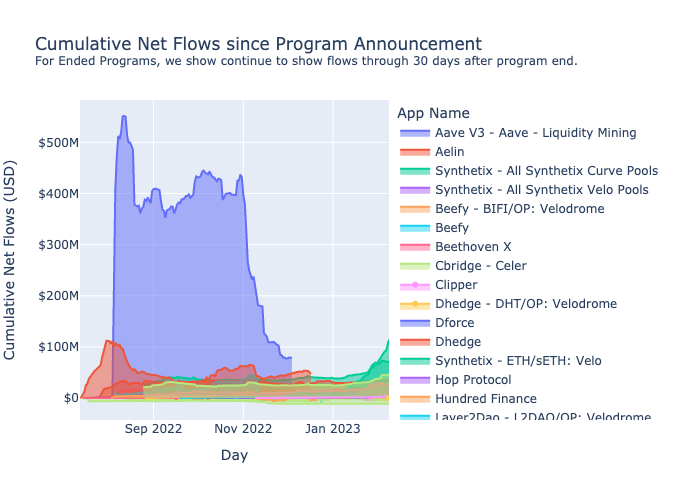 Cumulative Net Flows since Program Announcement
For Ended Programs, we show continue to show flows through 30 days after program end.
App Name
Aave V3 - Aave - Liquidity Mining
Aelin
Synthetix - All Synthetix Curve Pools
Synthetix - All Synthetix Velo Pools
Beefy - BIFI/OP: Velodrome
Beefy
Beethoven X
Cbridge - Celer
Clipper
Dhedge - DHT/OP: Velodrome
Dforce
Dhedge
Synthetix - ETH/sETH: Velo
Hop Protocol
Hundred Finance
Layer2Dao - L2DAO/OP: Velodrome
Cumulative Net Flows (USD)
$500M
$400M
$300M
$200M
$100M
$0
Sep 2022
Nov 2022
Jan 2023
Day